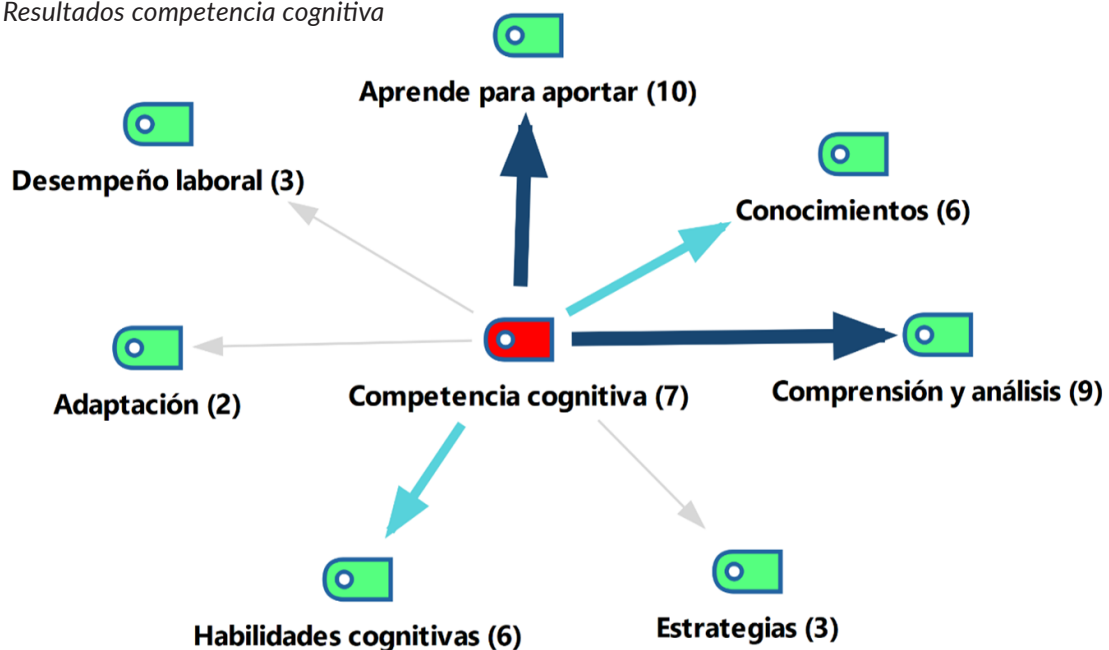 Resultados competencia cognitiva
Aprende para aportar (10)
Desempeño laboral (3)
Conocimientos (6)
Competencia cognitiva (7)
Comprensión y análisis (9)
Adaptación (2)
Habilidades cognitivas (6)
Estrategias (3)